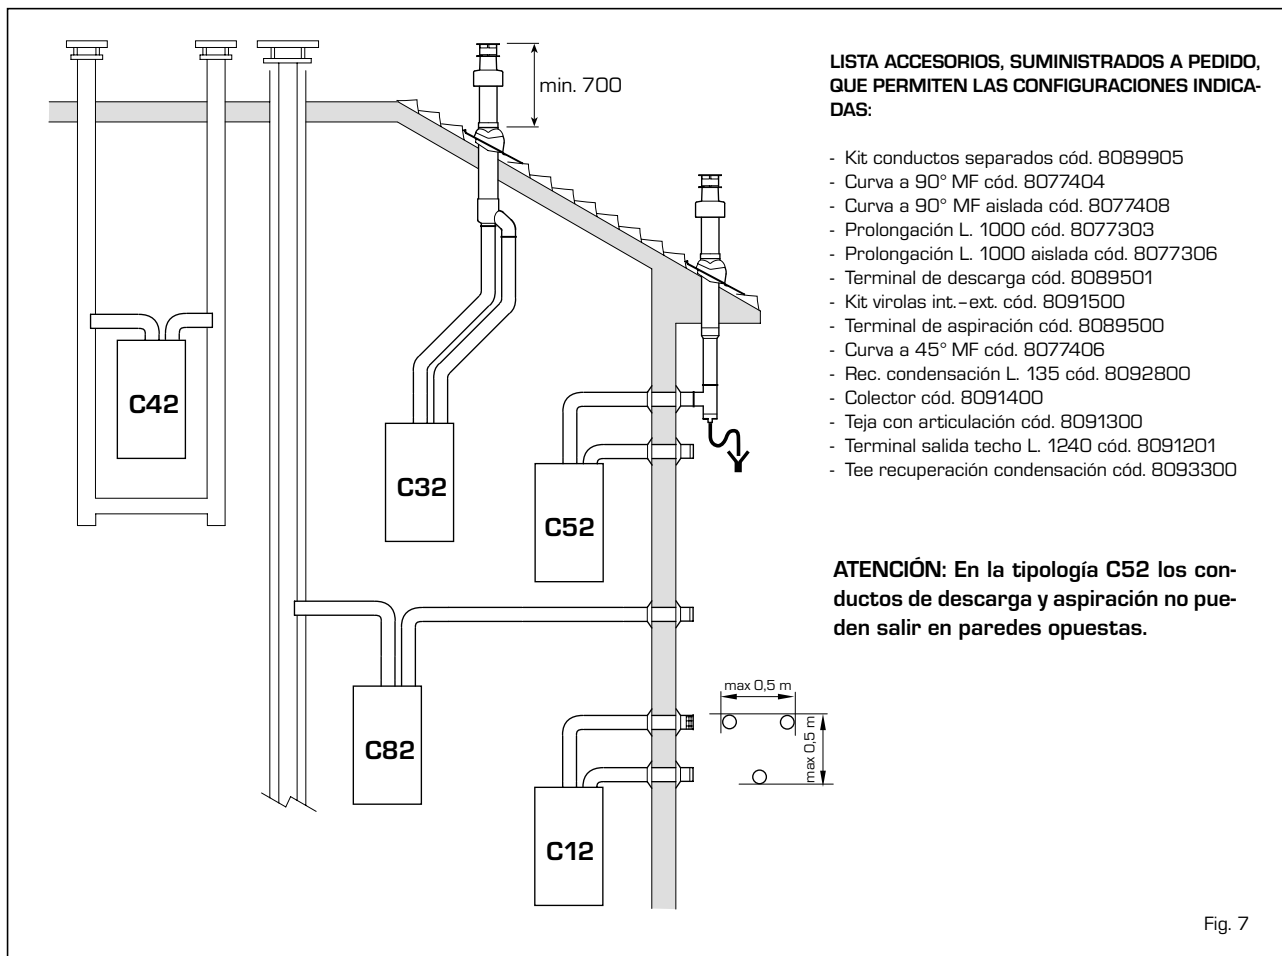 min. 700
LISTA ACCESORIOS, SUMINISTRADOS A PEDIDO,
QUE PERMITEN LAS CONFIGURACIONES INDICA-
DAS:
- Kit conductos separados cód. 8089905
- Curva a 90° MF cód. 8077404
- Curva a 90° MF aislada cód. 8077408
- Prolongación L. 1000 cód. 8077303
- Prolongación L. 1000 aislada cód. 8077306
- Terminal de descarga cód. 8089501
- Kit virolas int.-ext. cód. 8091500
- Terminal de aspiración cód. 8089500
- Curva a 45° MF cód. 8077406
- Rec. condensación L. 135 cód. 8092800
- Colector cód. 8091400
- Teja con articulación cód. 8091300
- Terminal salida techo L. 1240 cód. 8091201
- Tee recuperación condensación cód. 8093300
ATENCIÓN: En la tipología C52 los con-
ductos de descarga y aspiración no pue-
den salir en paredes opuestas.
C42
C32
C52
C82
C12
max 0,5 m
max 0,5 m
Fig. 7